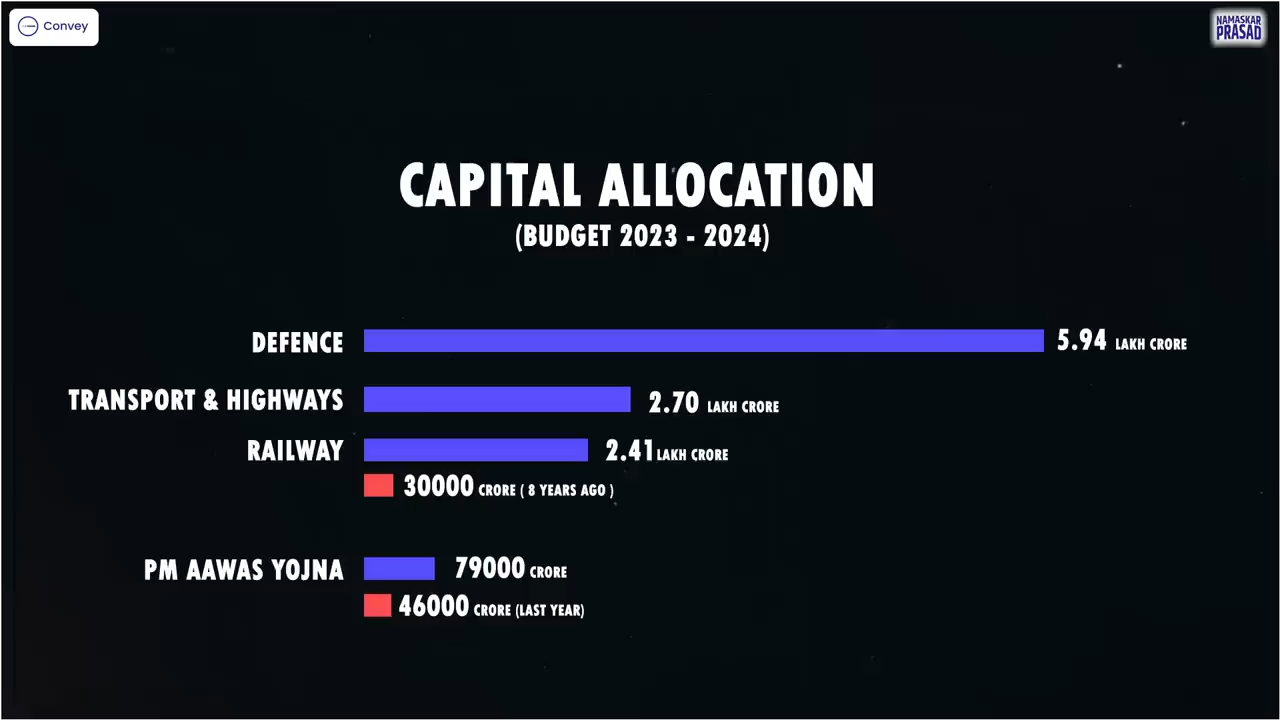 Convey
NAMASKAR
PRASAD
CAPITAL ALLOCATION
(BUDGET 2023 - 2024)
DEFENCE 5.94 LAKH CRORE
TRANSPORT & HIGHWAYS 2.70 LAKH CRORE
RAILWAY 2.41 LAKH CRORE
30000 CRORE ( 8 YEARS AGO )
PM AAWAS YOJNA 79000 CRORE
46000 CRORE (LAST YEAR)